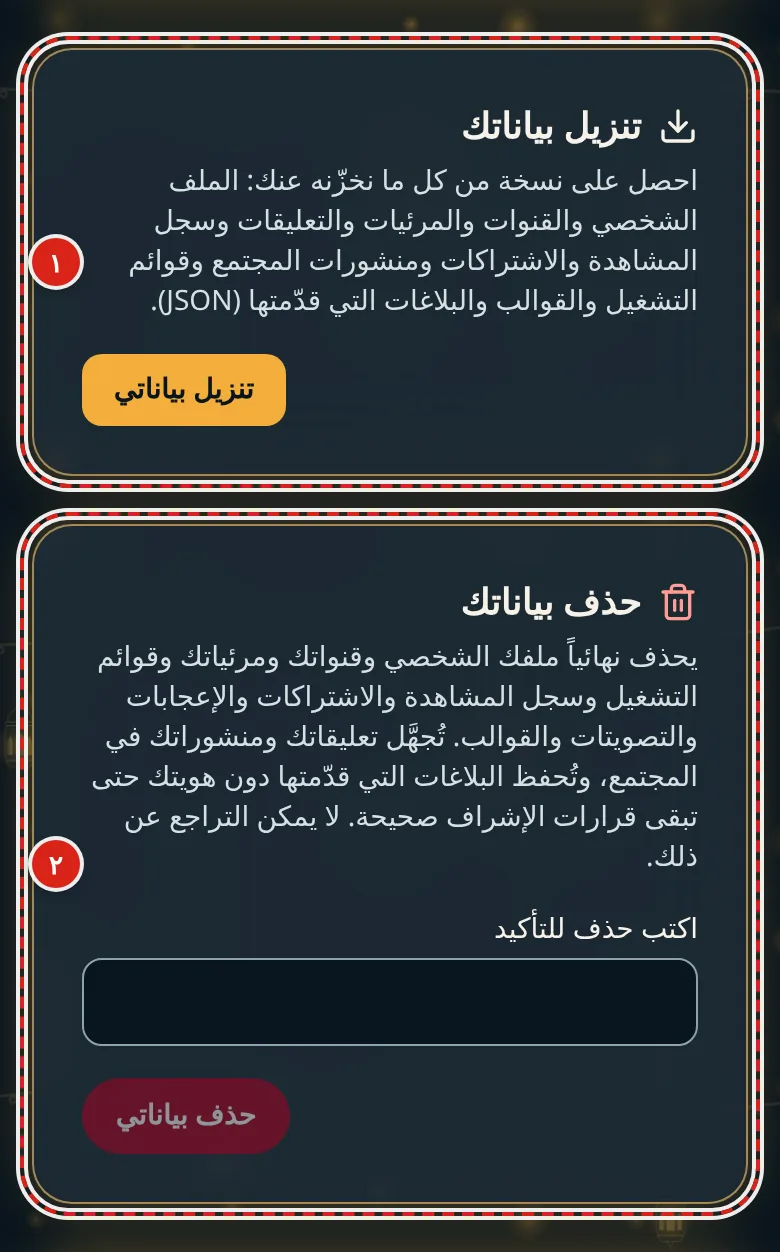 تنزيل بياناتك
احصل على نسخة من كل ما نخزّنه عنك: الملف
الشخصي والقنوات والمرئيات والتعليقات وسجل
المشاهدة والاشتراكات ومنشورات المجتمع وقوائم
التشغيل والقوالب والبلاغات التي قدّمتها (JSON).
١
تنزيل بياناتي
حذف بياناتك
يحذف نهائياً ملفك الشخصي وقنواتك ومرئياتك وقوائم
التشغيل وسجل المشاهدة والاشتراكات والإعجابات
والتصويتات والقوالب. تُجهَّل تعليقاتك ومنشوراتك في
المجتمع، وتُحفظ البلاغات التي قدّمتها دون هويتك حتى
تبقى قرارات الإشراف صحيحة. لا يمكن التراجع عن
ذلك.
٢
اكتب حذف للتأكيد
حذف بياناتي